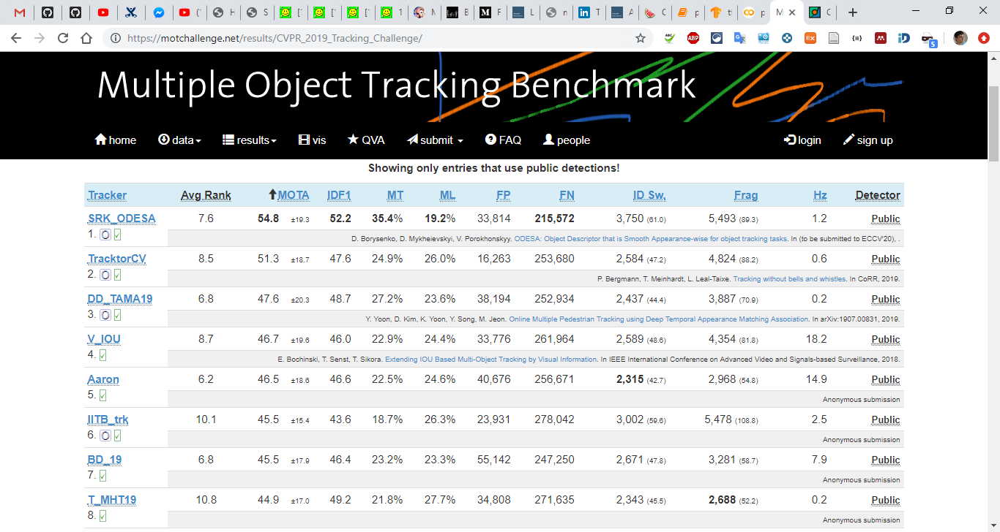 https://motchallenge.net/results/CVPR_2019_Tracking_Challenge/
Multiple Object Tracking Benchmark
home data results vis QVA submit FAQ people login sign up
Showing only entries that use public detections!
Tracker Avg Rank MOTA IDF1 MT ML FP FN ID Sw. Frag Hz Detector
SRK_ODESA 7.6 54.8 ±19.3 52.2 35.4% 19.2% 33,814 215,572 3,750 (61.0) 5,493 (89.3) 1.2 Public
1. D. Borysenko, D. Mykheievskyi, V. Porokhonskyy. ODESA: Object Descriptor that is Smooth Appearance-wise for object tracking tasks. In (to be submitted to ECCV'20), .
TracktorCV 8.5 51.3 ±18.7 47.6 24.9% 26.0% 16,263 253,680 2,584 (47.2) 4,824 (88.2) 0.6 Public
2. P. Bergmann, T. Meinhardt, L. Leal-Taixe. Tracking without bells and whistles. In CoRR, 2019.
DD_TAMA19 6.8 47.6 ±20.3 48.7 27.2% 23.6% 38,194 252,934 2,437 (44.4) 3,887 (70.9) 0.2 Public
3. Y. Yoon, D. Kim, K. Yoon, Y. Song, M. Jeon. Online Multiple Pedestrian Tracking using Deep Temporal Appearance Matching Association. In arXiv:1907.00831, 2019.
V_IOU 8.7 46.7 ±19.6 46.0 22.9% 24.4% 33,776 261,964 2,589 (48.6) 4,354 (81.8) 18.2 Public
4. E. Bochinski, T. Senst, T. Sikora. Extending IOU Based Multi-Object Tracking by Visual Information. In IEEE International Conference on Advanced Video and Signals-based Surveillance, 2018.
Aaron 6.2 46.5 ±18.6 46.6 22.5% 24.6% 40,676 256,671 2,315 (42.7) 2,968 (54.8) 14.9 Public
5. Anonymous submission
IITB_trk 10.1 45.5 ±15.4 43.6 18.7% 26.3% 23,931 278,042 3,002 (59.6) 5,478 (108.8) 2.5 Public
6. Anonymous submission
BD_19 6.8 45.5 ±17.9 46.4 23.2% 23.3% 55,142 247,250 2,671 (47.8) 3,281 (58.7) 7.9 Public
7. Anonymous submission
T_MHT19 10.8 44.9 ±17.0 49.2 21.8% 27.7% 34,808 271,635 2,343 (45.5) 2,688 (52.2) 0.2 Public
8. Anonymous submission